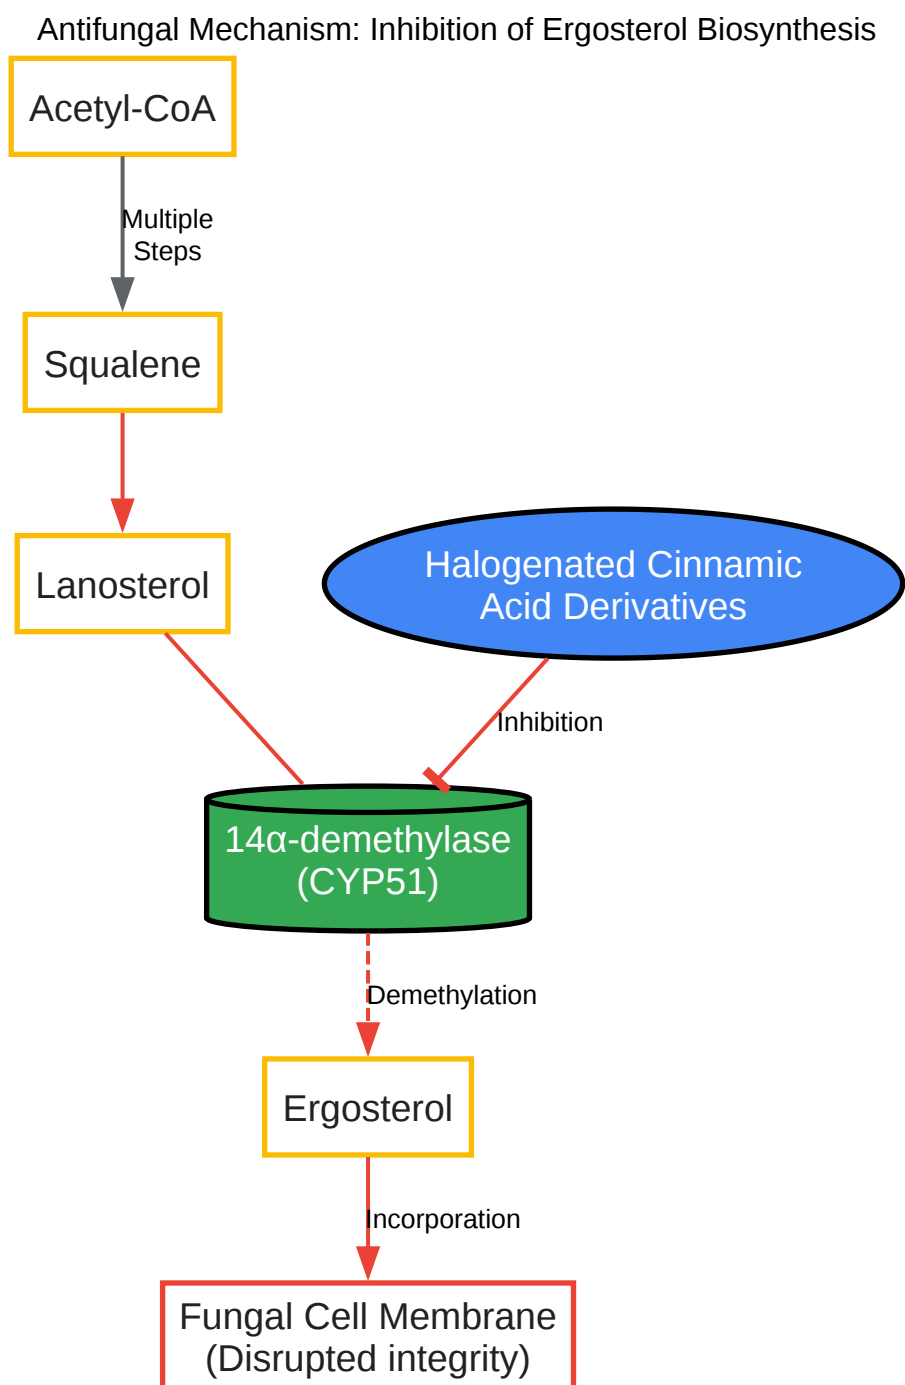 Antifungal Mechanism: Inhibition of Ergosterol Biosynthesis
Acetyl-CoA
Multiple
Steps
Squalene
Lanosterol
Halogenated Cinnamic
Acid Derivatives
Inhibition
14α-demethylase
(CYP51)
Demethylation
Ergosterol
Incorporation
Fungal Cell Membrane
(Disrupted integrity)